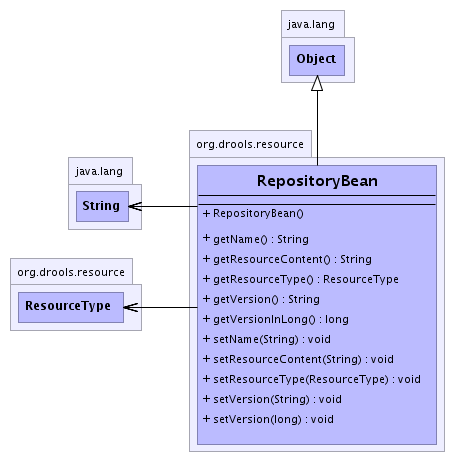 java.lang
Object
org.drools.resource
RepositoryBean
+ RepositoryBean()
+ getName() : String
+ getResourceContent() : String
+ getResourceType() : ResourceType
+ getVersion() : String
+ getVersionInLong() : long
+ setName(String) : void
+ setResourceContent(String) : void
+ setResourceType(ResourceType) : void
+ setVersion(String) : void
+ setVersion(long) : void
java.lang
String
org.drools.resource
ResourceType